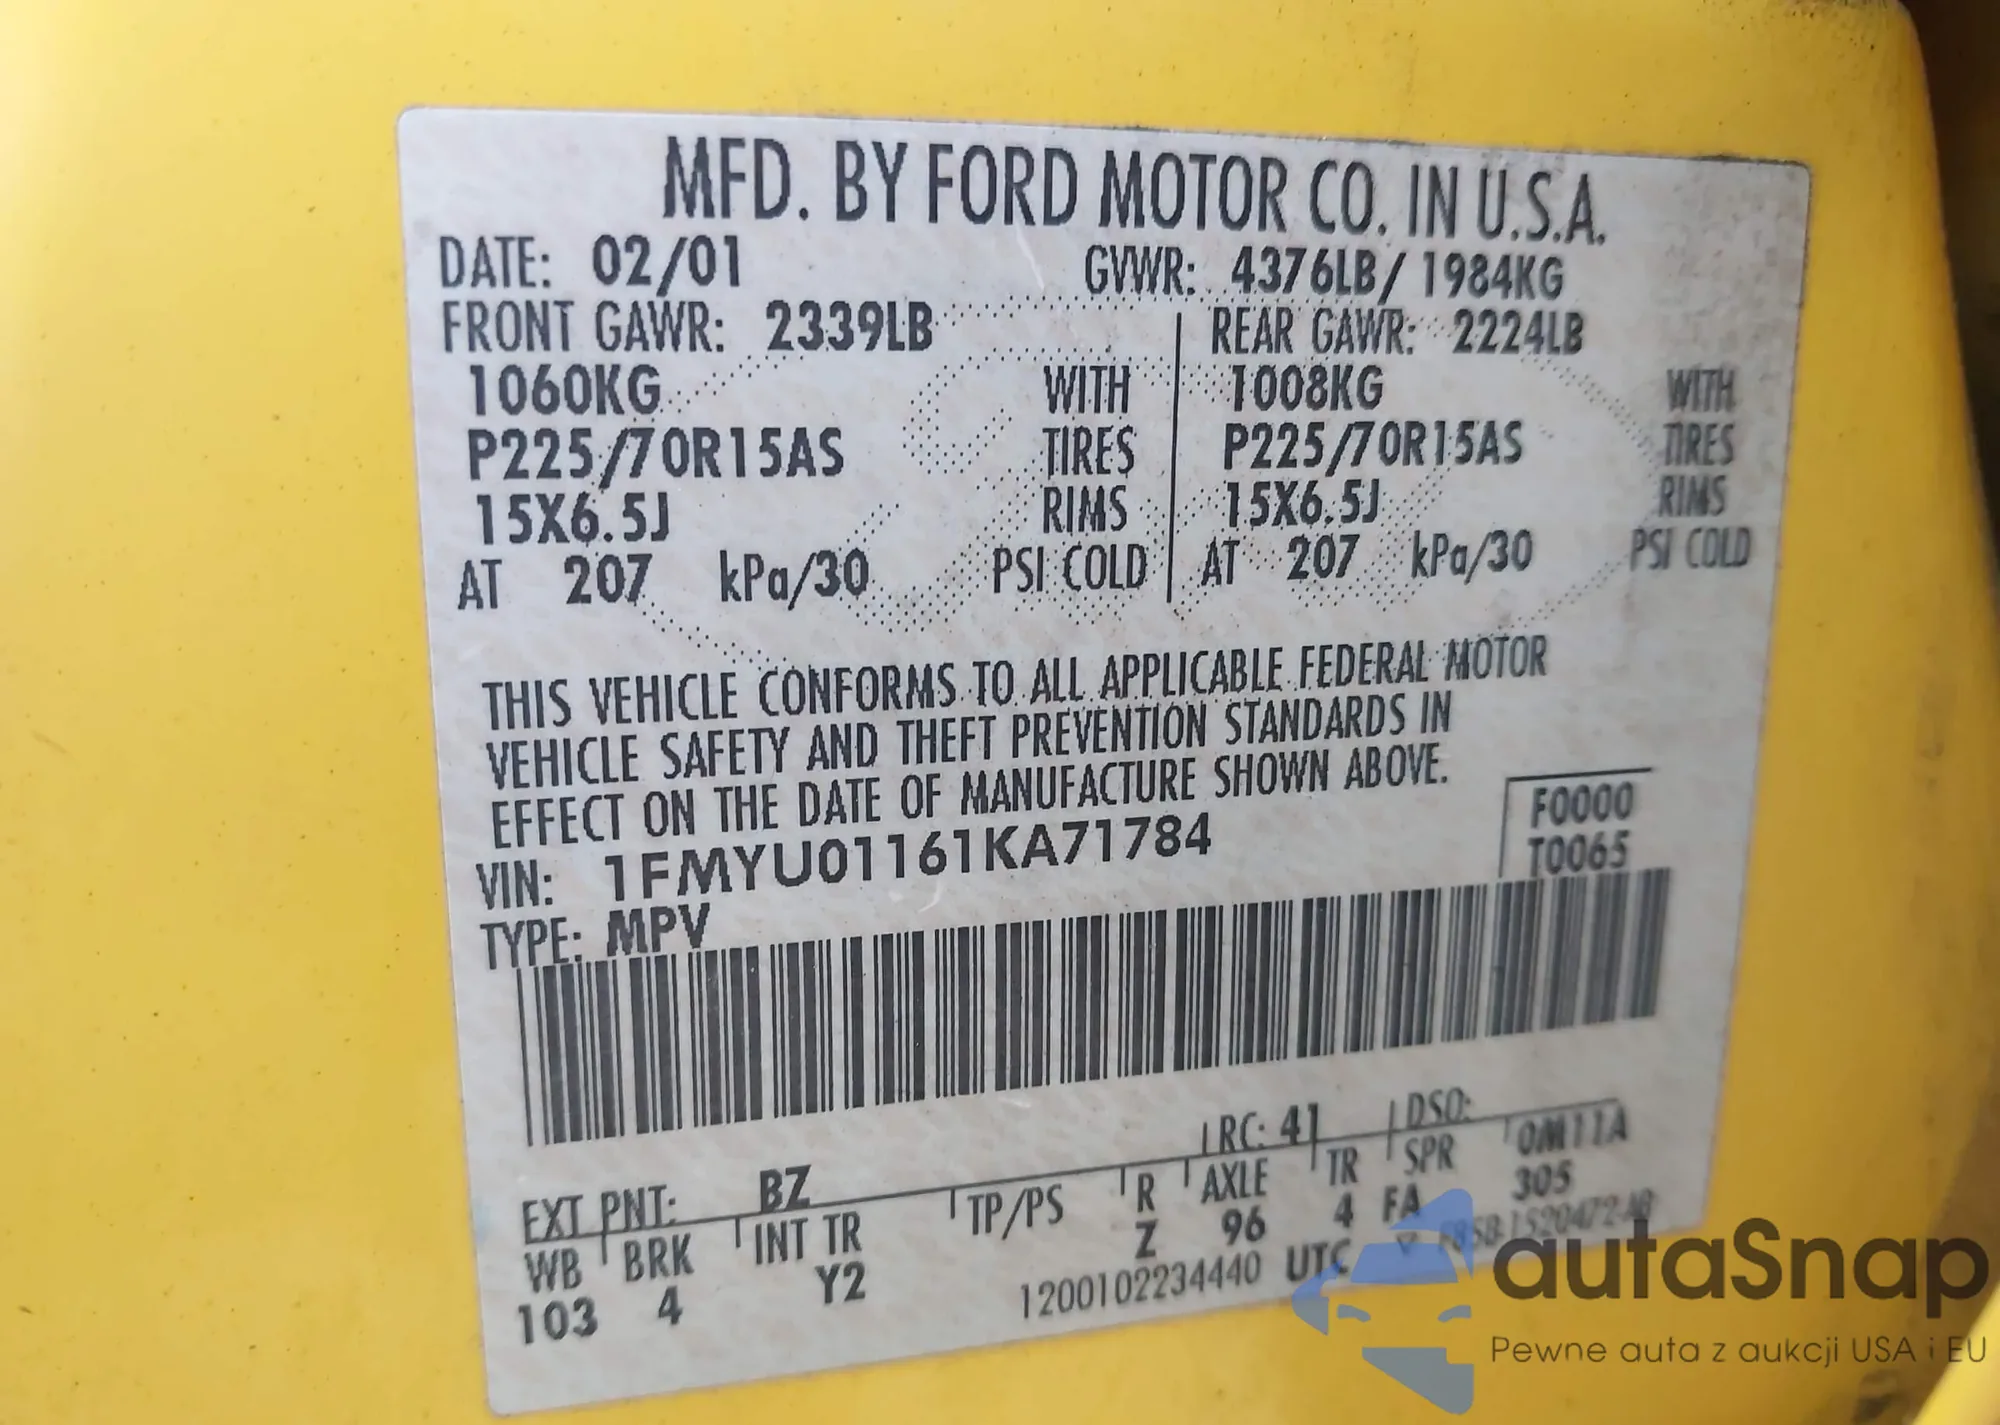 MFD. BY FORD MOTOR CO. IN U.S.A.
DATE: 02/01 GVWR: 4376LB/ 1984KG
FRONT GAWR: 2339LB REAR GAWR: 2224LB
1060KG WITH 1008KG WITH
P225/70R15AS TIRES P225/70R15AS TIRES
15X6.5J RIMS 15X6.5J RIMS
AT 207 kPa/30 PSI COLD AT 207 kPa/30 PSI COLD
THIS VEHICLE CONFORMS TO ALL APPLICABLE FEDERAL MOTOR
VEHICLE SAFETY AND THEFT PREVENTION STANDARDS IN
EFFECT ON THE DATE OF MANUFACTURE SHOWN ABOVE.
F0000
VIN: 1FMYU01161KA71784 T0065
TYPE: MPV
EXT PNT: BZ RC: 41 DSO: 0M11A
WB BRK INT TR TP/PS R AXLE TR SPR 305
103 4 Y2 Z 96 4 FA
1200102234440 UTC
autoSnap
Pewne auta z aukcji USA i EU